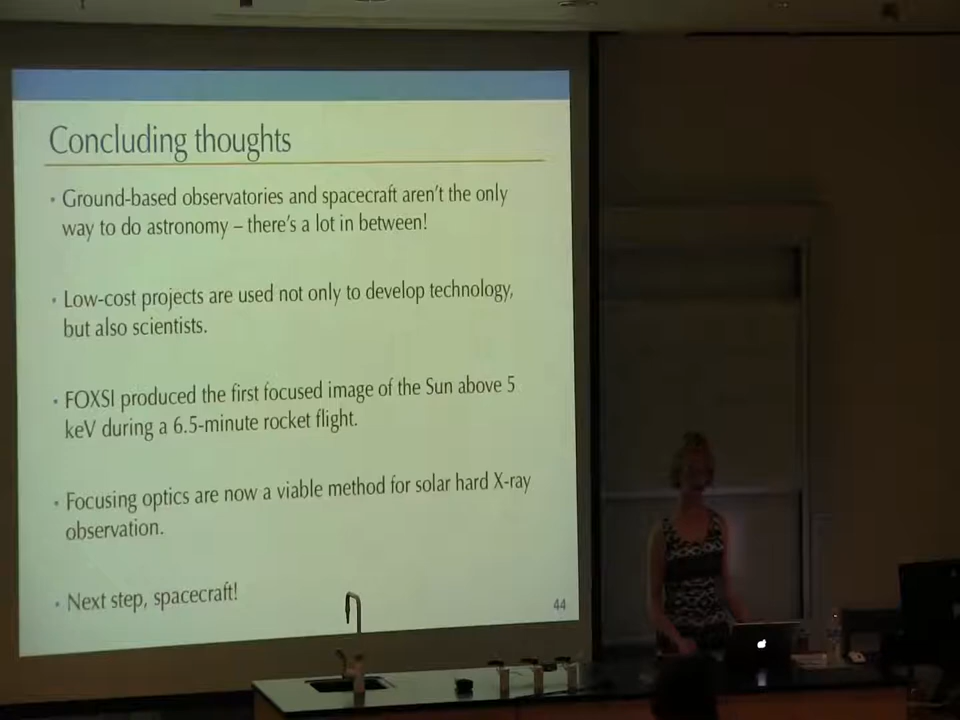 Concluding thoughts
• Ground-based observatories and spacecraft aren't the only
way to do astronomy – there's a lot in between!
• Low-cost projects are used not only to develop technology,
but also scientists.
• FOXSI produced the first focused image of the Sun above 5
keV during a 6.5-minute rocket flight.
• Focusing optics are now a viable method for solar hard X-ray
observation.
• Next step, spacecraft!
44